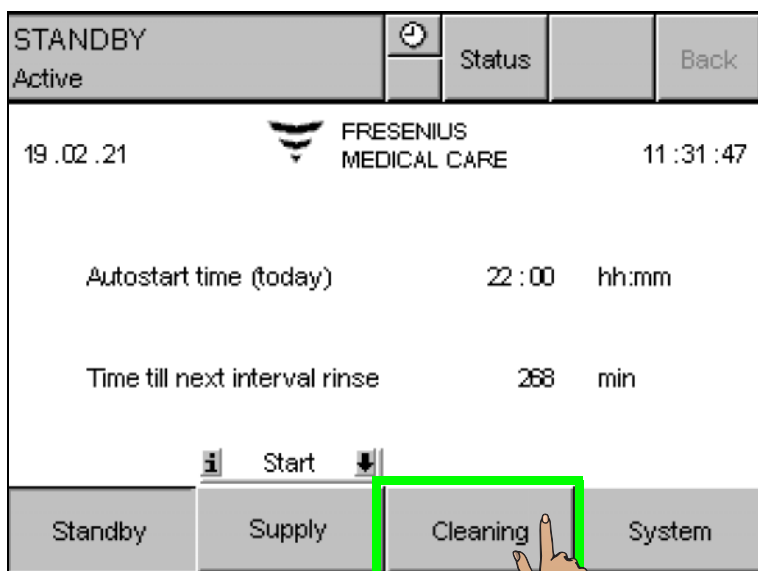 STANDBY
Active
Status
Back
19.02.21
FRESENIUS
MEDICAL CARE
11:31:47
Autostart time (today) 22:00 hh:mm
Time till next interval rinse 268 min
i Start
Standby Supply Cleaning System